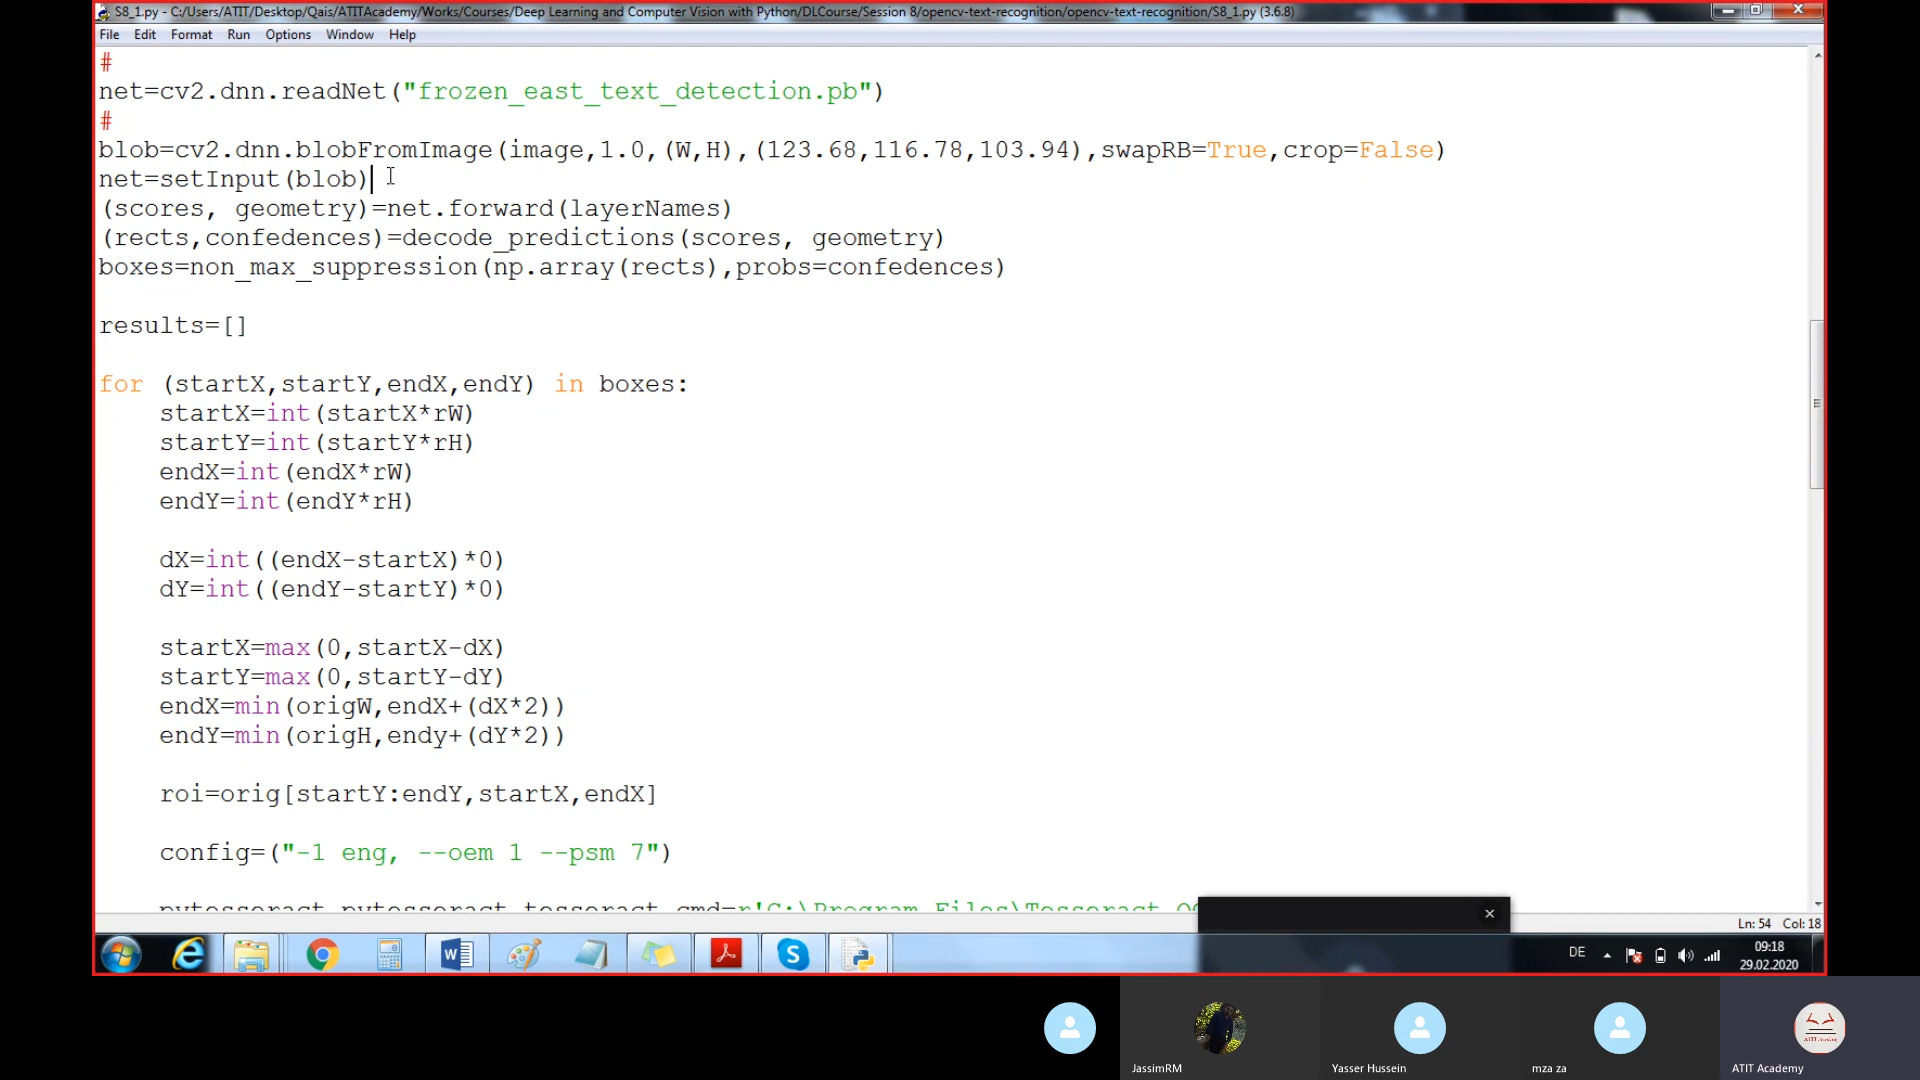 S8_1.py - C:/Users/ATIT/Desktop/Qais/ATITAcademy/Works/Courses/Deep Learning and Computer Vision with Python/DLCourse/Session 8/opencv-text-recognition/opencv-text-recognition/S8_1.py (3.6.8)
File Edit Format Run Options Window Help
#
net=cv2.dnn.readNet("frozen_east_text_detection.pb")
#
blob=cv2.dnn.blobFromImage(image,1.0,(W,H),(123.68,116.78,103.94),swapRB=True,crop=False)
net=setInput(blob)
(scores, geometry)=net.forward(layerNames)
(rects,confedences)=decode_predictions(scores, geometry)
boxes=non_max_suppression(np.array(rects),probs=confedences)
results=[]
for (startX,startY,endX,endY) in boxes:
startX=int(startX*rW)
startY=int(startY*rH)
endX=int(endX*rW)
endY=int(endY*rH)
dX=int((endX-startX)*0)
dY=int((endY-startY)*0)
startX=max(0,startX-dX)
startY=max(0,startY-dY)
endX=min(origW,endX+(dX*2))
endY=min(origH,endy+(dY*2))
roi=orig[startY:endY,startX,endX]
config=("-1 eng, --oem 1 --psm 7")
pytesseract.pytesseract.tesseract_cmd=r'C:\Program Files\Tesseract
Ln: 54 Col: 18
DE
09:18
29.02.2020
JassimRM
Yasser Hussein
mza za
ATIT Academy